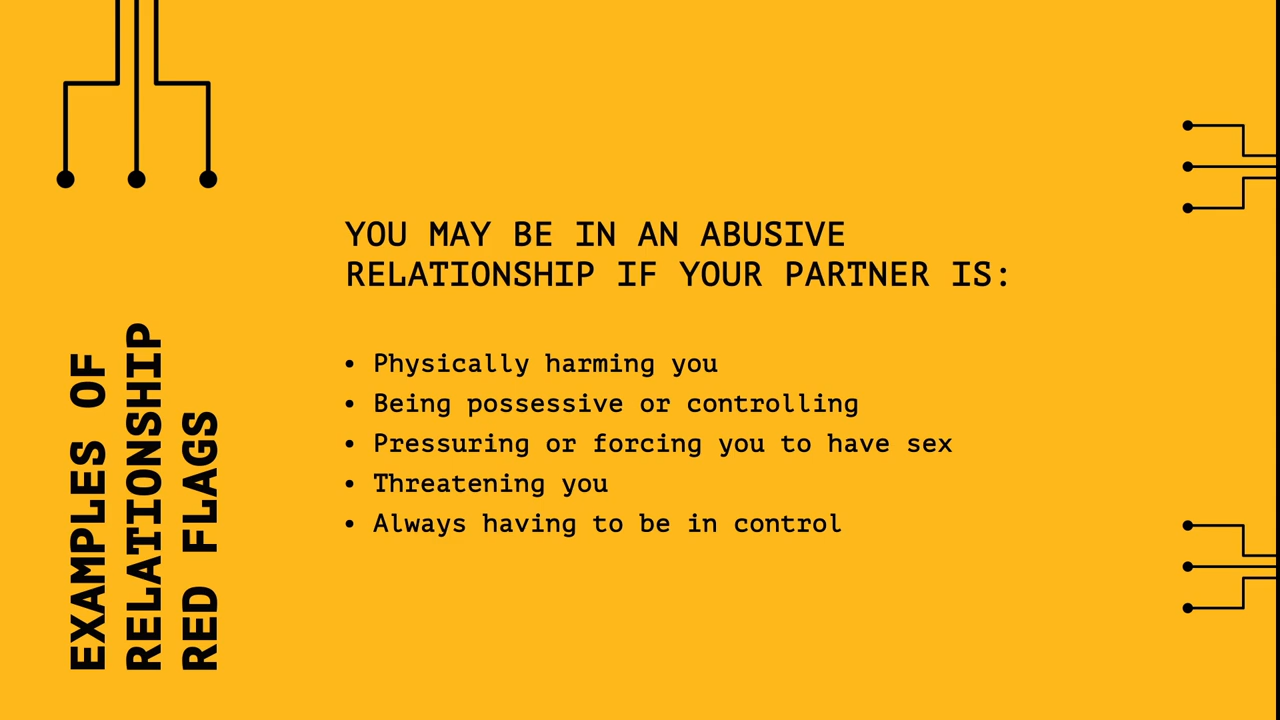 EXAMPLES OF
RELATIONSHIP
RED FLAGS
YOU MAY BE IN AN ABUSIVE
RELATIONSHIP IF YOUR PARTNER IS:
• Physically harming you
• Being possessive or controlling
• Pressuring or forcing you to have sex
• Threatening you
• Always having to be in control